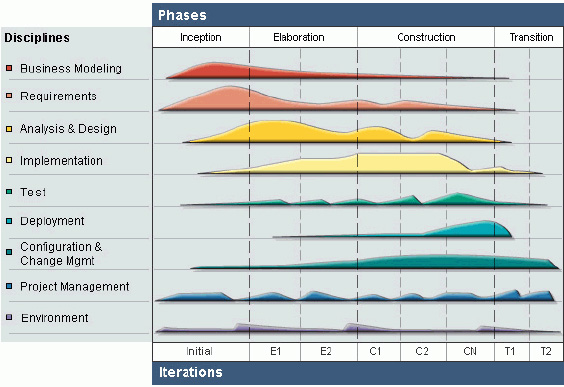 Phases
Disciplines
Inception Elaboration Construction Transition
Business Modeling
Requirements
Analysis & Design
Implementation
Test
Deployment
Configuration &
Change Mgmt
Project Management
Environment
Initial E1 E2 C1 C2 CN T1 T2
Iterations